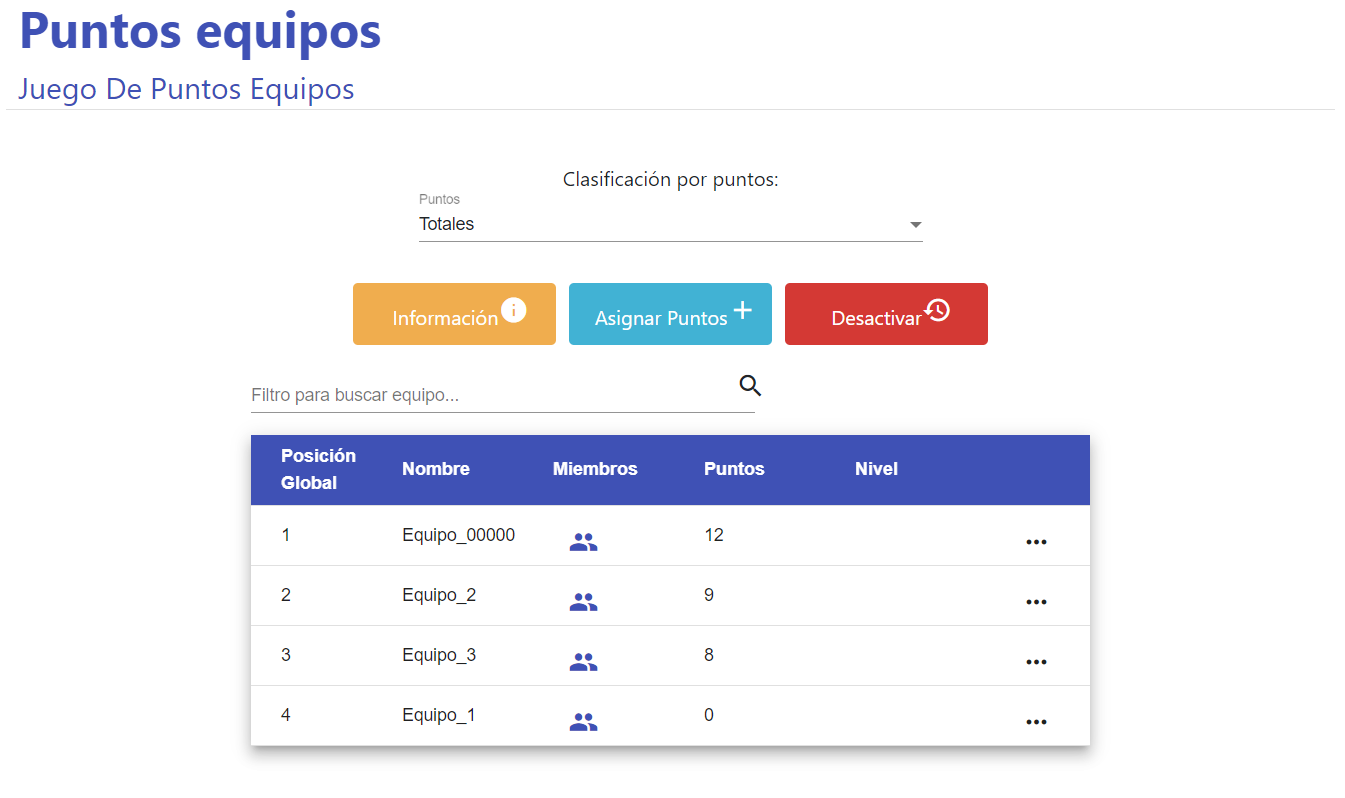 Puntos equipos
Juego De Puntos Equipos
Clasificación por puntos:
Puntos
Totales
Información
Asignar Puntos
Desactivar
Filtro para buscar equipo...
Posición Global Nombre Miembros Puntos Nivel
1 Equipo_00000 12
2 Equipo_2 9
3 Equipo_3 8
4 Equipo_1 0